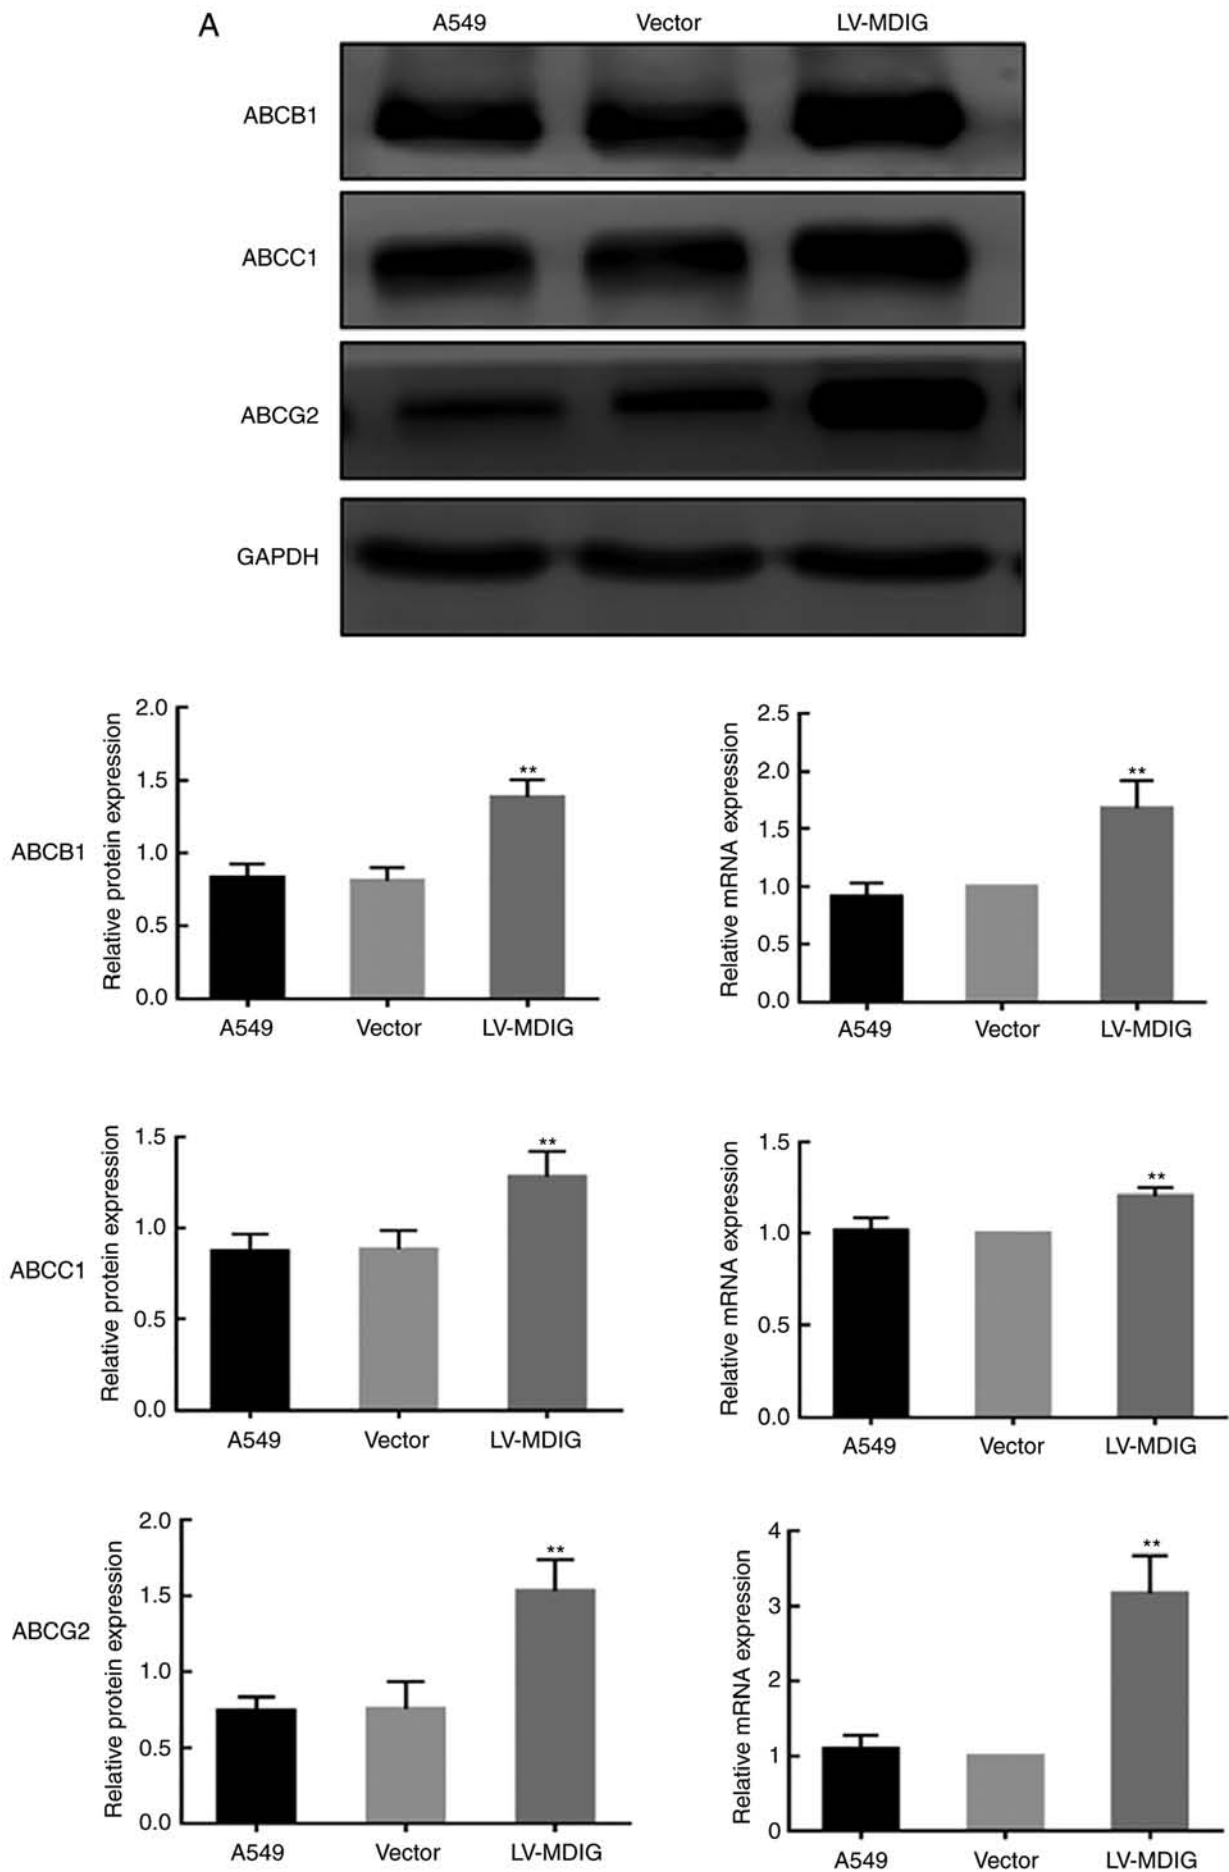 A
A549 Vector LV-MDIG
ABCB1
ABCC1
ABCG2
GAPDH
ABCB1
Relative protein expression
2.0
1.5
1.0
0.5
0.0
**
A549 Vector LV-MDIG
Relative mRNA expression
2.5
2.0
1.5
1.0
0.5
0.0
**
A549 Vector LV-MDIG
ABCC1
Relative protein expression
1.5
1.0
0.5
0.0
**
A549 Vector LV-MDIG
Relative mRNA expression
1.5
1.0
0.5
0.0
**
A549 Vector LV-MDIG
ABCG2
Relative protein expression
2.0
1.5
1.0
0.5
0.0
**
A549 Vector LV-MDIG
Relative mRNA expression
4
3
2
1
0
**
A549 Vector LV-MDIG